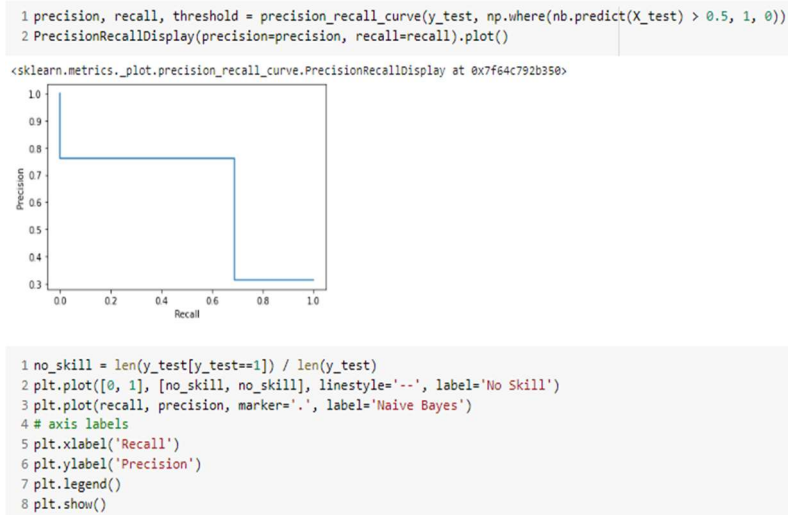 1 precision, recall, threshold = precision_recall_curve(y_test, np.where(nb.predict(X_test) > 0.5, 1, 0))
2 PrecisionRecallDisplay(precision=precision, recall=recall).plot()
<sklearn.metrics._plot.precision_recall_curve.PrecisionRecallDisplay at 0x7f64c792b350>
1.0
0.9
0.8
0.7
0.6
0.5
0.4
0.3
Precision
0.0 0.2 0.4 0.6 0.8 1.0
Recall
1 no_skill = len(y_test[y_test==1]) / len(y_test)
2 plt.plot([0, 1], [no_skill, no_skill], linestyle='--', label='No Skill')
3 plt.plot(recall, precision, marker='.', label='Naive Bayes')
4 # axis labels
5 plt.xlabel('Recall')
6 plt.ylabel('Precision')
7 plt.legend()
8 plt.show()